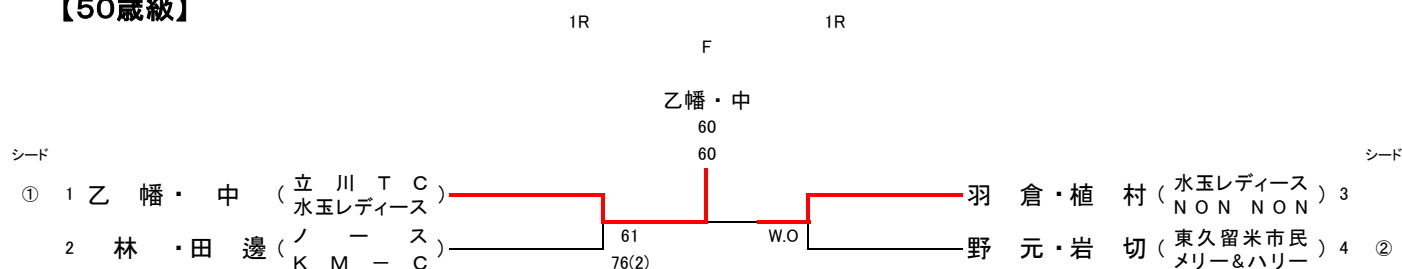 【50歳級】
1R 1R
F
乙幡・中
60
シード 60 シード
① 1 乙 幡・ 中 ( 立 川 T C 水玉レディース ) 羽 倉・植 村 ( 水玉レディース N O N N O N ) 3
61 W.O
2 林 ・田 邊 ( ノ ー ス K M − C ) 野 元・岩 切 ( 東久留米市民 メリー&ハリー ) 4 ②
76(2)